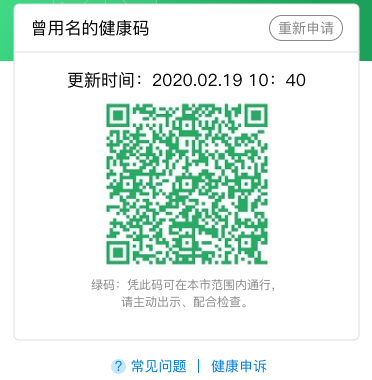 曾用名的健康码
重新申请
更新时间：2020.02.19 10：40
绿码：凭此码可在本市范围内通行，
请主动出示、配合检查。
? 常见问题 | 健康申诉